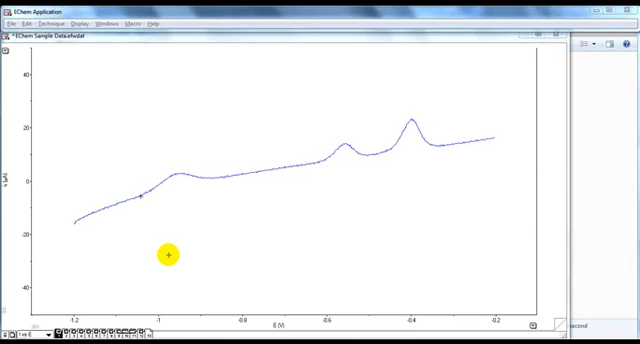 EChem Application
File Edit Technique Display Windows Macro Help
^EChem Sample Data.efwdat
40
20
0
-20
-40
-1.2 -1 -0.8 -0.6 -0.4 -0.2
E (V)
I vs E
second